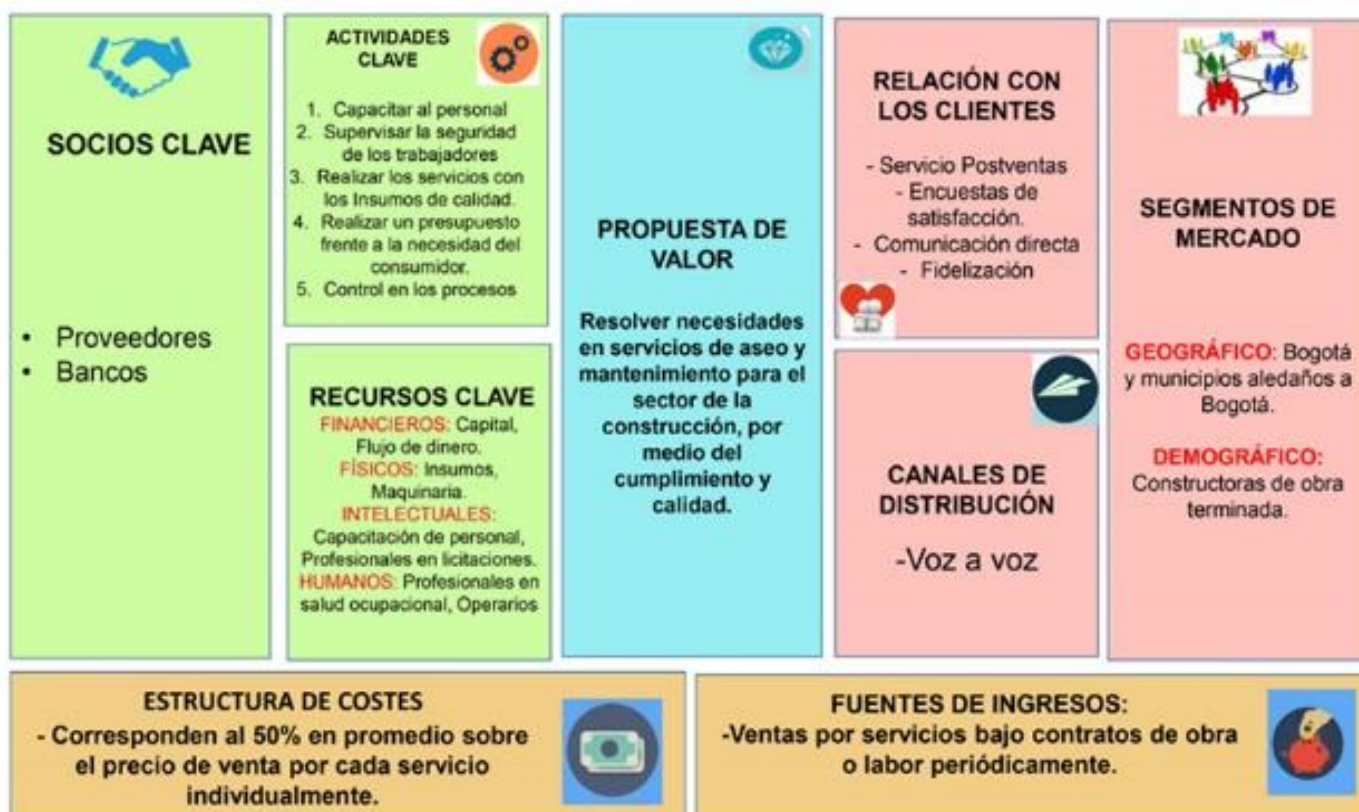 SOCIOS CLAVE
• Proveedores
• Bancos
ACTIVIDADES
CLAVE
1. Capacitar al personal
2. Supervisar la seguridad
de los trabajadores
3. Realizar los servicios con
los Insumos de calidad.
4. Realizar un presupuesto
frente a la necesidad del
consumidor.
5. Control en los procesos
RECURSOS CLAVE
FINANCIEROS: Capital,
Flujo de dinero.
FÍSICOS: Insumos,
Maquinaria.
INTELECTUALES:
Capacitación de personal,
Profesionales en licitaciones.
HUMANOS: Profesionales en
salud ocupacional, Operarios
PROPUESTA DE
VALOR
Resolver necesidades
en servicios de aseo y
mantenimiento para el
sector de la
construcción, por
medio del
cumplimiento y
calidad.
RELACIÓN CON
LOS CLIENTES
- Servicio Postventas
- Encuestas de
satisfacción.
- Comunicación directa
- Fidelización
CANALES DE
DISTRIBUCIÓN
-Voz a voz
SEGMENTOS DE
MERCADO
GEOGRÁFICO: Bogotá
y municipios aledaños a
Bogotá.
DEMOGRÁFICO:
Constructoras de obra
terminada.
ESTRUCTURA DE COSTES
- Corresponden al 50% en promedio sobre
el precio de venta por cada servicio
individualmente.
FUENTES DE INGRESOS:
-Ventas por servicios bajo contratos de obra
o labor periódicamente.